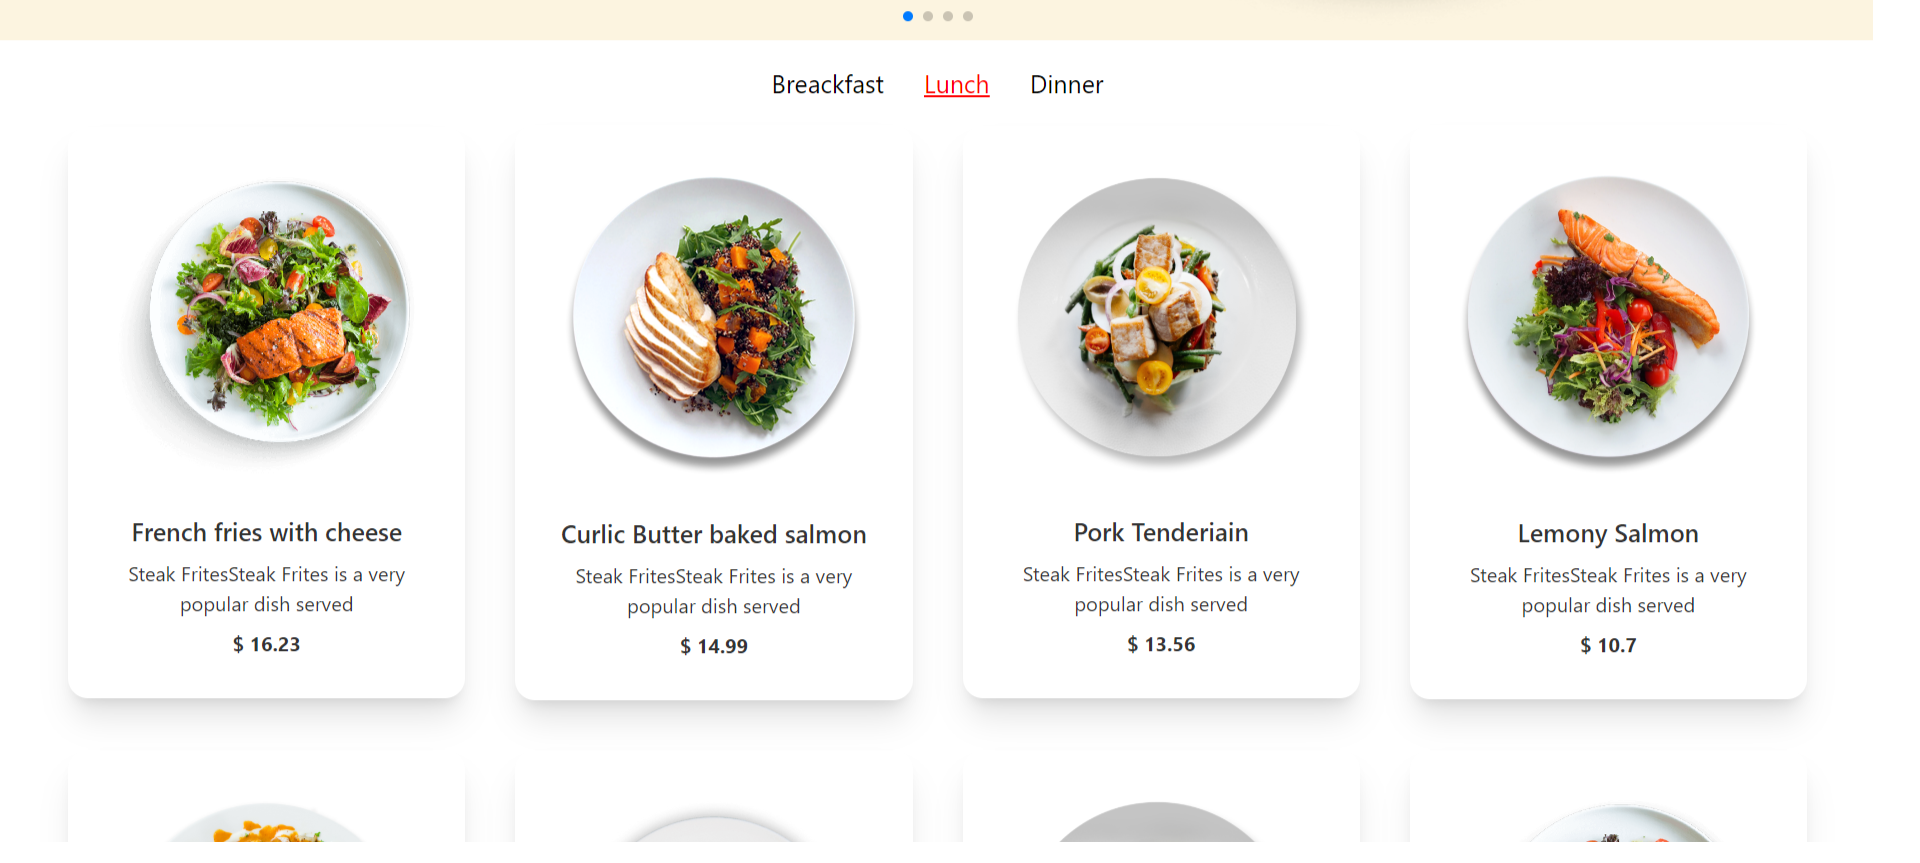 Breackfast Lunch Dinner
French fries with cheese
Steak FritesSteak Frites is a very
popular dish served
$ 16.23
Curlic Butter baked salmon
Steak FritesSteak Frites is a very
popular dish served
$ 14.99
Pork Tenderiain
Steak FritesSteak Frites is a very
popular dish served
$ 13.56
Lemony Salmon
Steak FritesSteak Frites is a very
popular dish served
$ 10.7